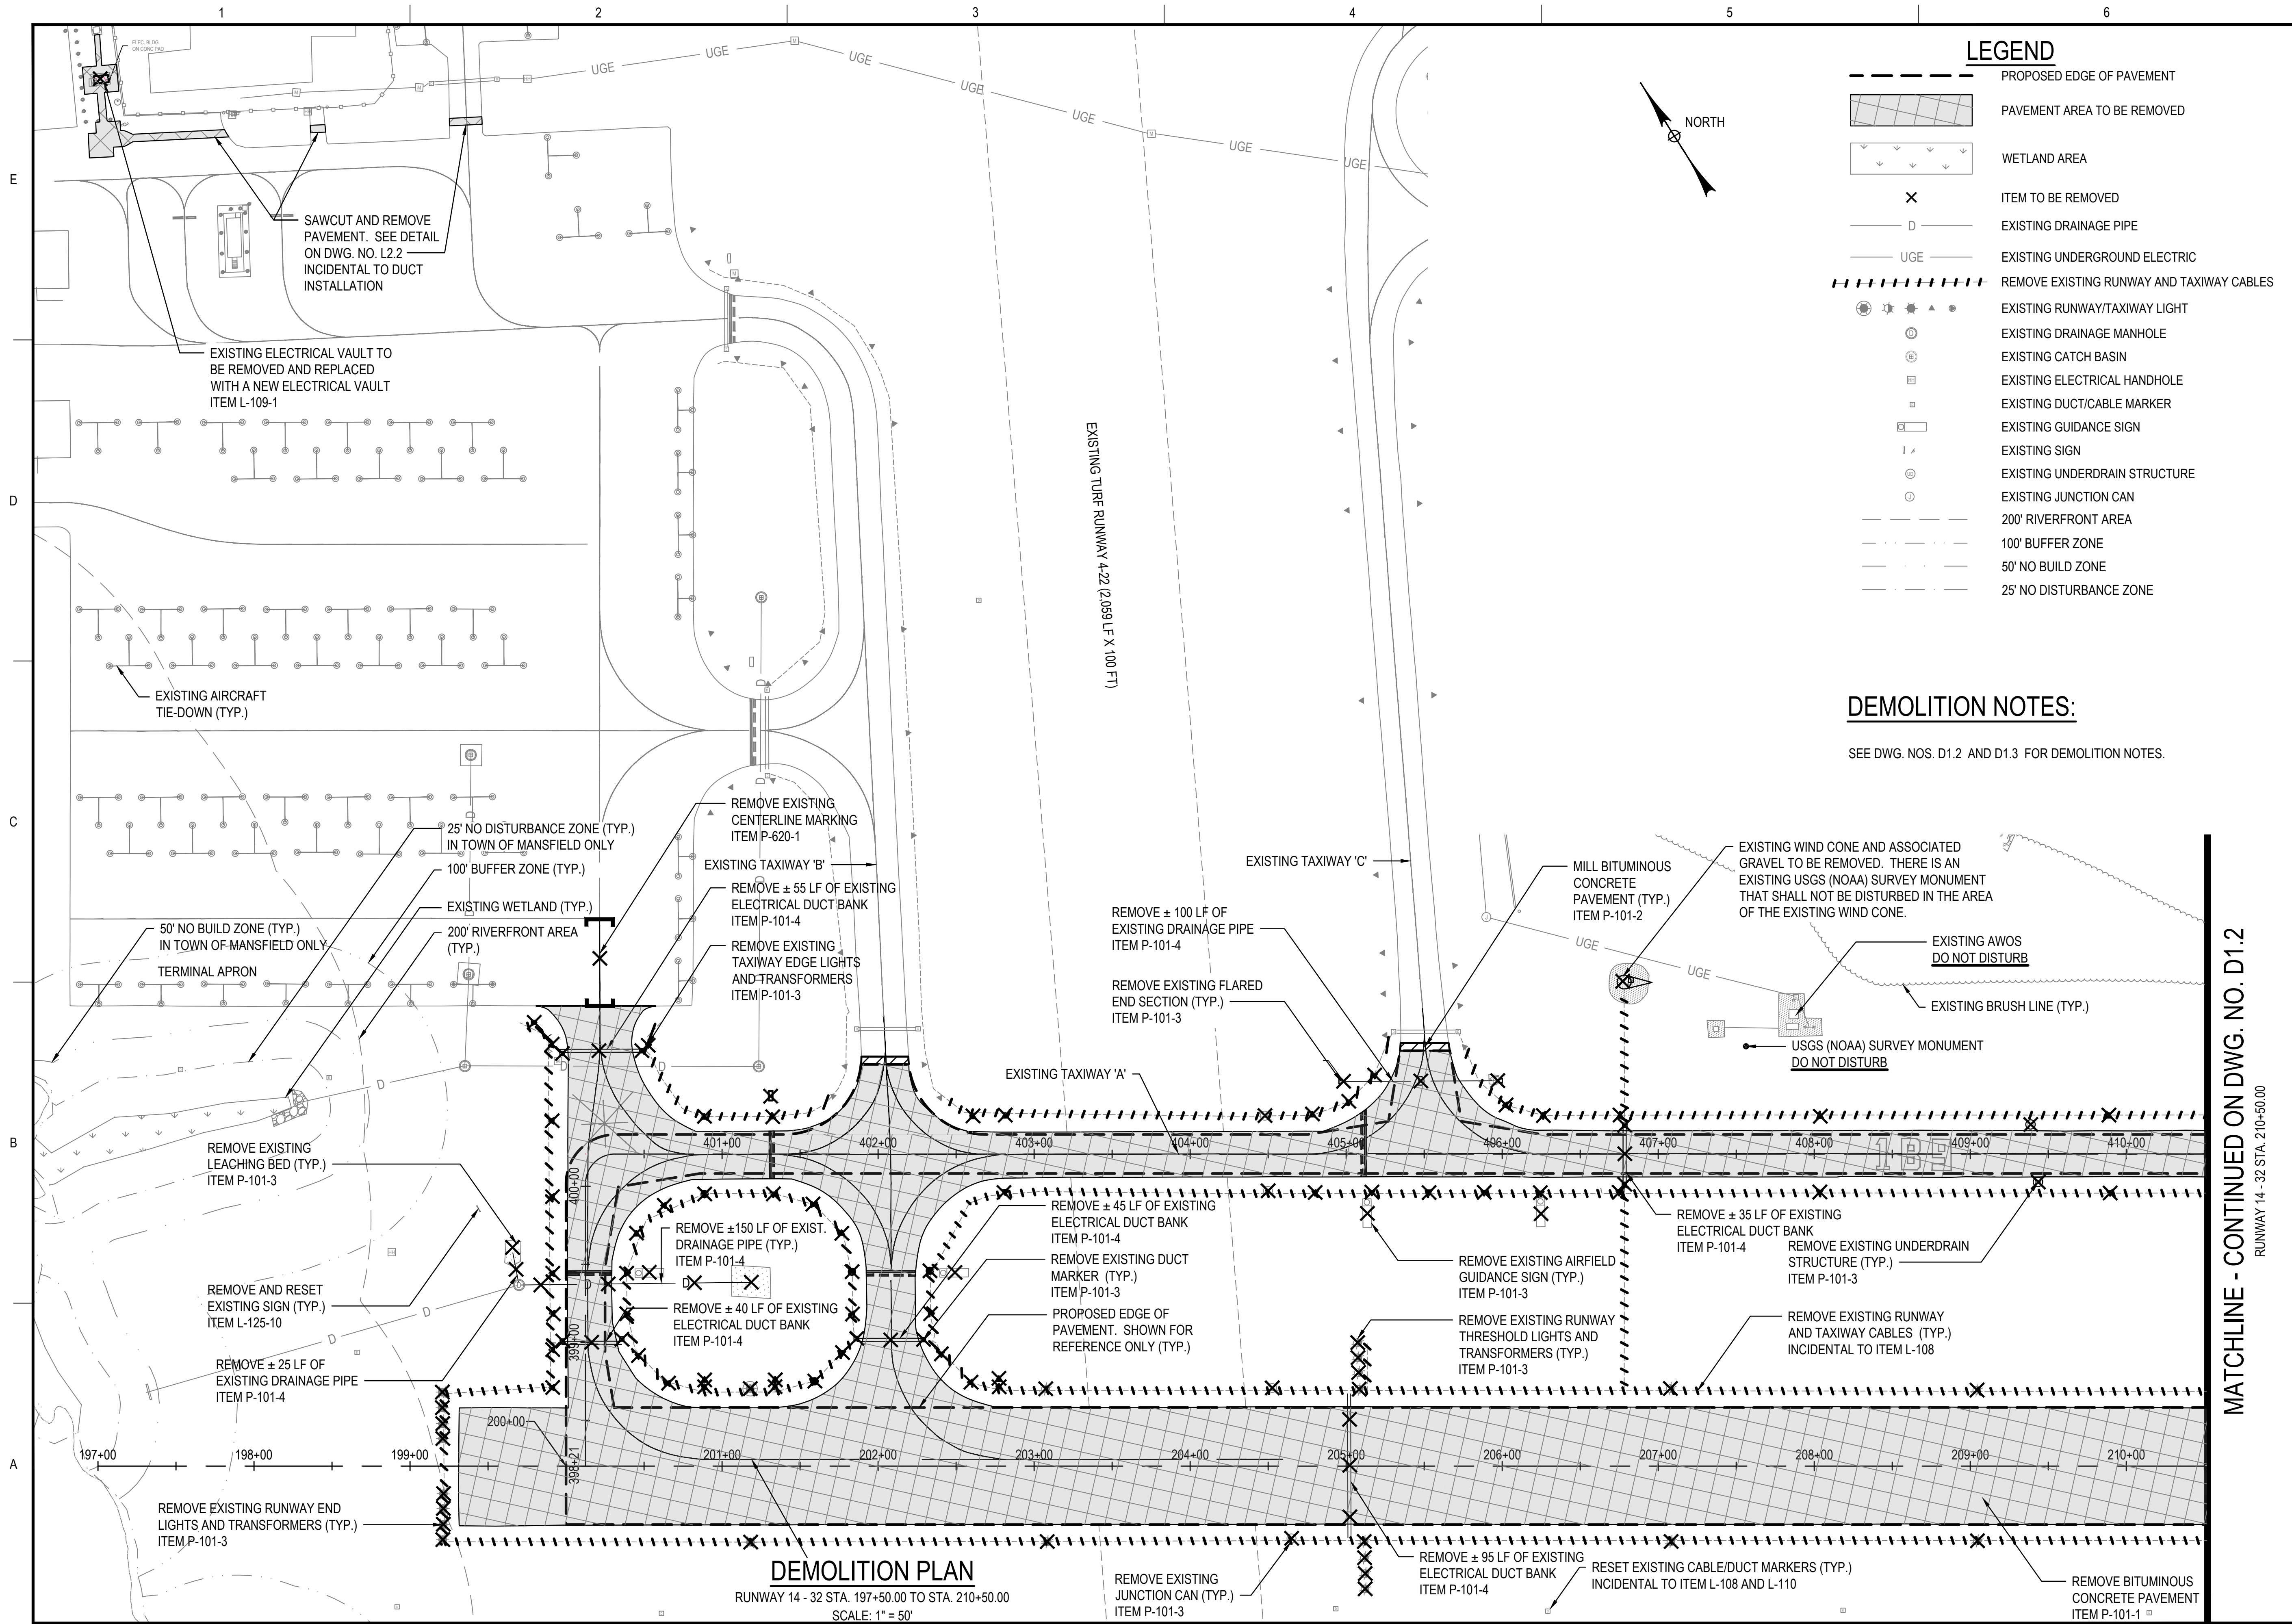 1
2
3
4
5
6
E
D
C
B
A
ELEC. BLDG.
ON CONC PAD
UGE
UGE
UGE
UGE
UGE
UGE
UGE
NORTH
LEGEND
PROPOSED EDGE OF PAVEMENT
PAVEMENT AREA TO BE REMOVED
WETLAND AREA
ITEM TO BE REMOVED
D
EXISTING DRAINAGE PIPE
UGE
EXISTING UNDERGROUND ELECTRIC
REMOVE EXISTING RUNWAY AND TAXIWAY CABLES
EXISTING RUNWAY/TAXIWAY LIGHT
EXISTING DRAINAGE MANHOLE
EXISTING CATCH BASIN
EXISTING ELECTRICAL HANDHOLE
EXISTING DUCT/CABLE MARKER
EXISTING GUIDANCE SIGN
EXISTING SIGN
EXISTING UNDERDRAIN STRUCTURE
EXISTING JUNCTION CAN
200' RIVERFRONT AREA
100' BUFFER ZONE
50' NO BUILD ZONE
25' NO DISTURBANCE ZONE
DEMOLITION NOTES:
SEE DWG. NOS. D1.2 AND D1.3 FOR DEMOLITION NOTES.
SAWCUT AND REMOVE
PAVEMENT. SEE DETAIL
ON DWG. NO. L2.2
INCIDENTAL TO DUCT
INSTALLATION
EXISTING ELECTRICAL VAULT TO
BE REMOVED AND REPLACED
WITH A NEW ELECTRICAL VAULT
ITEM L-109-1
EXISTING TURF RUNWAY 4-22 (2,059 LF X 100 FT)
EXISTING AIRCRAFT
TIE-DOWN (TYP.)
25' NO DISTURBANCE ZONE (TYP.)
IN TOWN OF MANSFIELD ONLY
100' BUFFER ZONE (TYP.)
EXISTING WETLAND (TYP.)
200' RIVERFRONT AREA
(TYP.)
50' NO BUILD ZONE (TYP.)
IN TOWN OF MANSFIELD ONLY
TERMINAL APRON
REMOVE EXISTING
CENTERLINE MARKING
ITEM P-620-1
EXISTING TAXIWAY 'B'
REMOVE ± 55 LF OF EXISTING
ELECTRICAL DUCT BANK
ITEM P-101-4
REMOVE EXISTING
TAXIWAY EDGE LIGHTS
AND TRANSFORMERS
ITEM P-101-3
EXISTING TAXIWAY 'C'
REMOVE ± 100 LF OF
EXISTING DRAINAGE PIPE
ITEM P-101-4
REMOVE EXISTING FLARED
END SECTION (TYP.)
ITEM P-101-3
EXISTING TAXIWAY 'A'
MILL BITUMINOUS
CONCRETE
PAVEMENT (TYP.)
ITEM P-101-2
EXISTING WIND CONE AND ASSOCIATED
GRAVEL TO BE REMOVED. THERE IS AN
EXISTING USGS (NOAA) SURVEY MONUMENT
THAT SHALL NOT BE DISTURBED IN THE AREA
OF THE EXISTING WIND CONE.
UGE
UGE
EXISTING AWOS
DO NOT DISTURB
EXISTING BRUSH LINE (TYP.)
USGS (NOAA) SURVEY MONUMENT
DO NOT DISTURB
401+00
402+00
403+00
404+00
405+00
406+00
407+00
408+00
409+00
410+00
1B9
400+00
399+00
398+21
REMOVE EXISTING
LEACHING BED (TYP.)
ITEM P-101-3
REMOVE AND RESET
EXISTING SIGN (TYP.)
ITEM L-125-10
REMOVE ± 25 LF OF
EXISTING DRAINAGE PIPE
ITEM P-101-4
REMOVE ±150 LF OF EXIST.
DRAINAGE PIPE (TYP.)
ITEM P-101-4
REMOVE ± 40 LF OF EXISTING
ELECTRICAL DUCT BANK
ITEM P-101-4
REMOVE ± 45 LF OF EXISTING
ELECTRICAL DUCT BANK
ITEM P-101-4
REMOVE EXISTING DUCT
MARKER (TYP.)
ITEM P-101-3
PROPOSED EDGE OF
PAVEMENT. SHOWN FOR
REFERENCE ONLY (TYP.)
REMOVE EXISTING AIRFIELD
GUIDANCE SIGN (TYP.)
ITEM P-101-3
REMOVE EXISTING RUNWAY
THRESHOLD LIGHTS AND
TRANSFORMERS (TYP.)
ITEM P-101-3
REMOVE ± 35 LF OF EXISTING
ELECTRICAL DUCT BANK
ITEM P-101-4
REMOVE EXISTING UNDERDRAIN
STRUCTURE (TYP.)
ITEM P-101-3
REMOVE EXISTING RUNWAY
AND TAXIWAY CABLES (TYP.)
INCIDENTAL TO ITEM L-108
D
D
D
D
D
D
D
D
D
D
D
197+00
198+00
199+00
200+00
201+00
202+00
203+00
204+00
205+00
206+00
207+00
208+00
209+00
210+00
REMOVE EXISTING RUNWAY END
LIGHTS AND TRANSFORMERS (TYP.)
ITEM P-101-3
DEMOLITION PLAN
RUNWAY 14 - 32 STA. 197+50.00 TO STA. 210+50.00
SCALE: 1" = 50'
REMOVE EXISTING
JUNCTION CAN (TYP.)
ITEM P-101-3
REMOVE ± 95 LF OF EXISTING
ELECTRICAL DUCT BANK
ITEM P-101-4
RESET EXISTING CABLE/DUCT MARKERS (TYP.)
INCIDENTAL TO ITEM L-108 AND L-110
REMOVE BITUMINOUS
CONCRETE PAVEMENT
ITEM P-101-1
MATCHLINE - CONTINUED ON DWG. NO. D1.2
RUNWAY 14 - 32 STA. 210+50.00